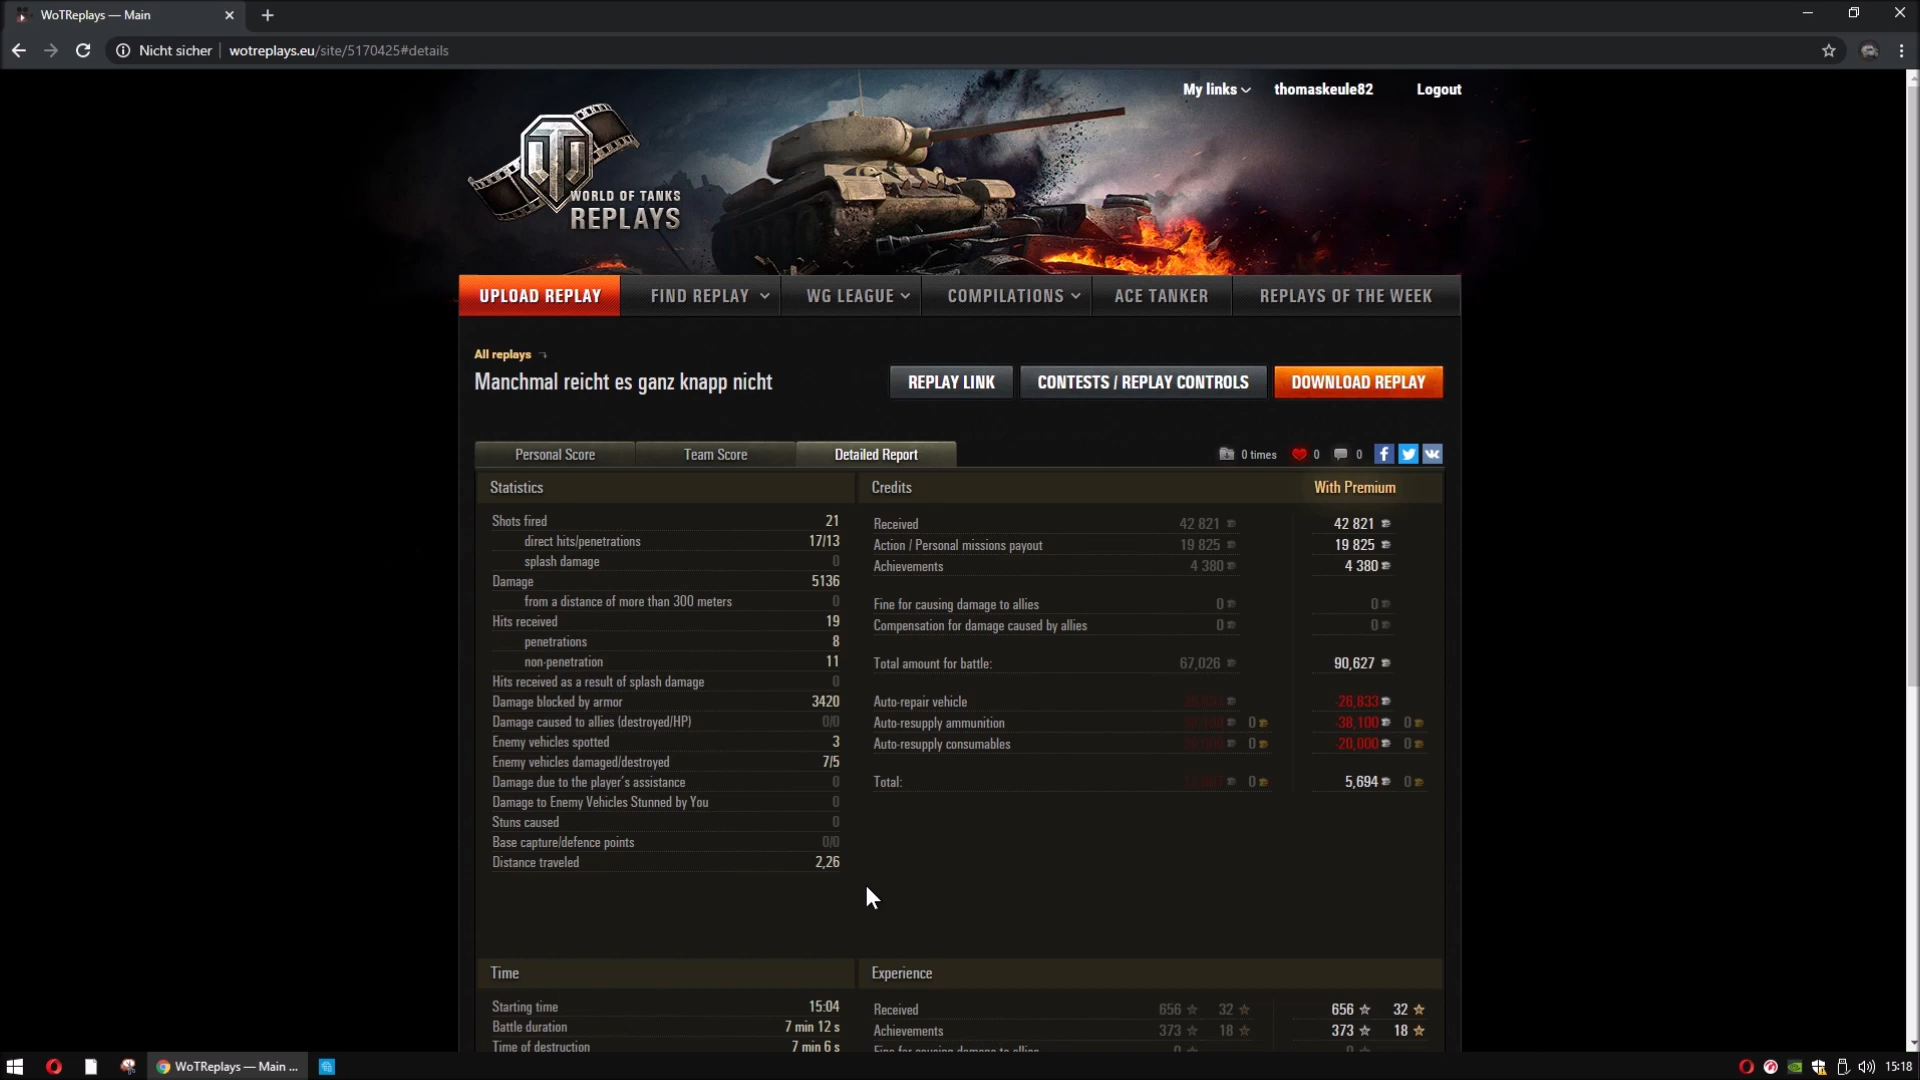 WoTReplays — Main
Nicht sicher wotreplays.eu/site/5170425#details
My links thomaskeule82 Logout
WORLD OF TANKS
REPLAYS
UPLOAD REPLAY FIND REPLAY WG LEAGUE COMPILATIONS ACE TANKER REPLAYS OF THE WEEK
All replays
Manchmal reicht es ganz knapp nicht REPLAY LINK CONTESTS / REPLAY CONTROLS DOWNLOAD REPLAY
Personal Score Team Score Detailed Report 0 times 0 0
Statistics
Shots fired 21
direct hits/penetrations 17/13
splash damage 0
Damage 5136
from a distance of more than 300 meters 0
Hits received 19
penetrations 8
non-penetration 11
Hits received as a result of splash damage 0
Damage blocked by armor 3420
Damage caused to allies (destroyed/HP) 0/0
Enemy vehicles spotted 3
Enemy vehicles damaged/destroyed 7/5
Damage due to the player's assistance 0
Damage to Enemy Vehicles Stunned by You 0
Stuns caused 0
Base capture/defence points 0/0
Distance traveled 2,26
Credits With Premium
Received 42 821 42 821
Action / Personal missions payout 19 825 19 825
Achievements 4 380 4 380
Fine for causing damage to allies 0 0
Compensation for damage caused by allies 0 0
Total amount for battle: 67,026 90,627
Auto-repair vehicle -26,833
Auto-resupply ammunition 0 -38,100 0
Auto-resupply consumables 0 -20,000 0
Total: 0 5,694 0
Time
Starting time 15:04
Battle duration 7 min 12 s
Time of destruction 7 min 6 s
Experience
Received 656 32 656 32
Achievements 373 18 373 18
Fine for causing damage to allies
WoTReplays — Main ... 15:18